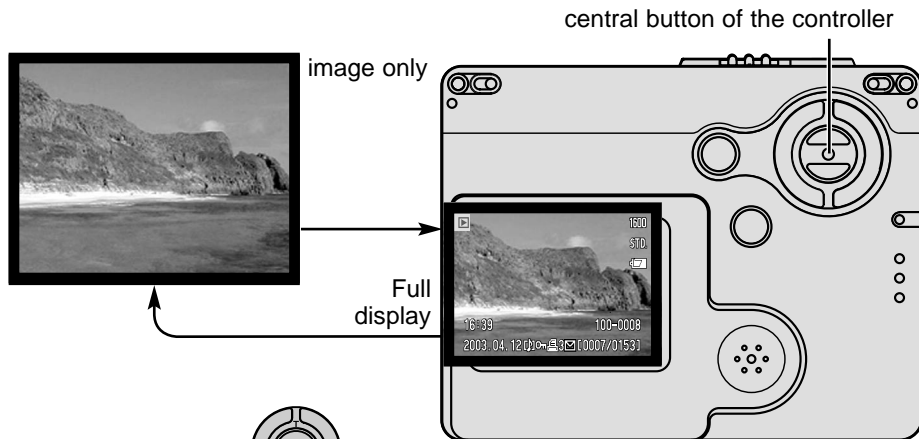 central button of the controller
image only
1600
STD.
Full
display
16:39 100-0008
2003.04.12 3 [0007/0153]